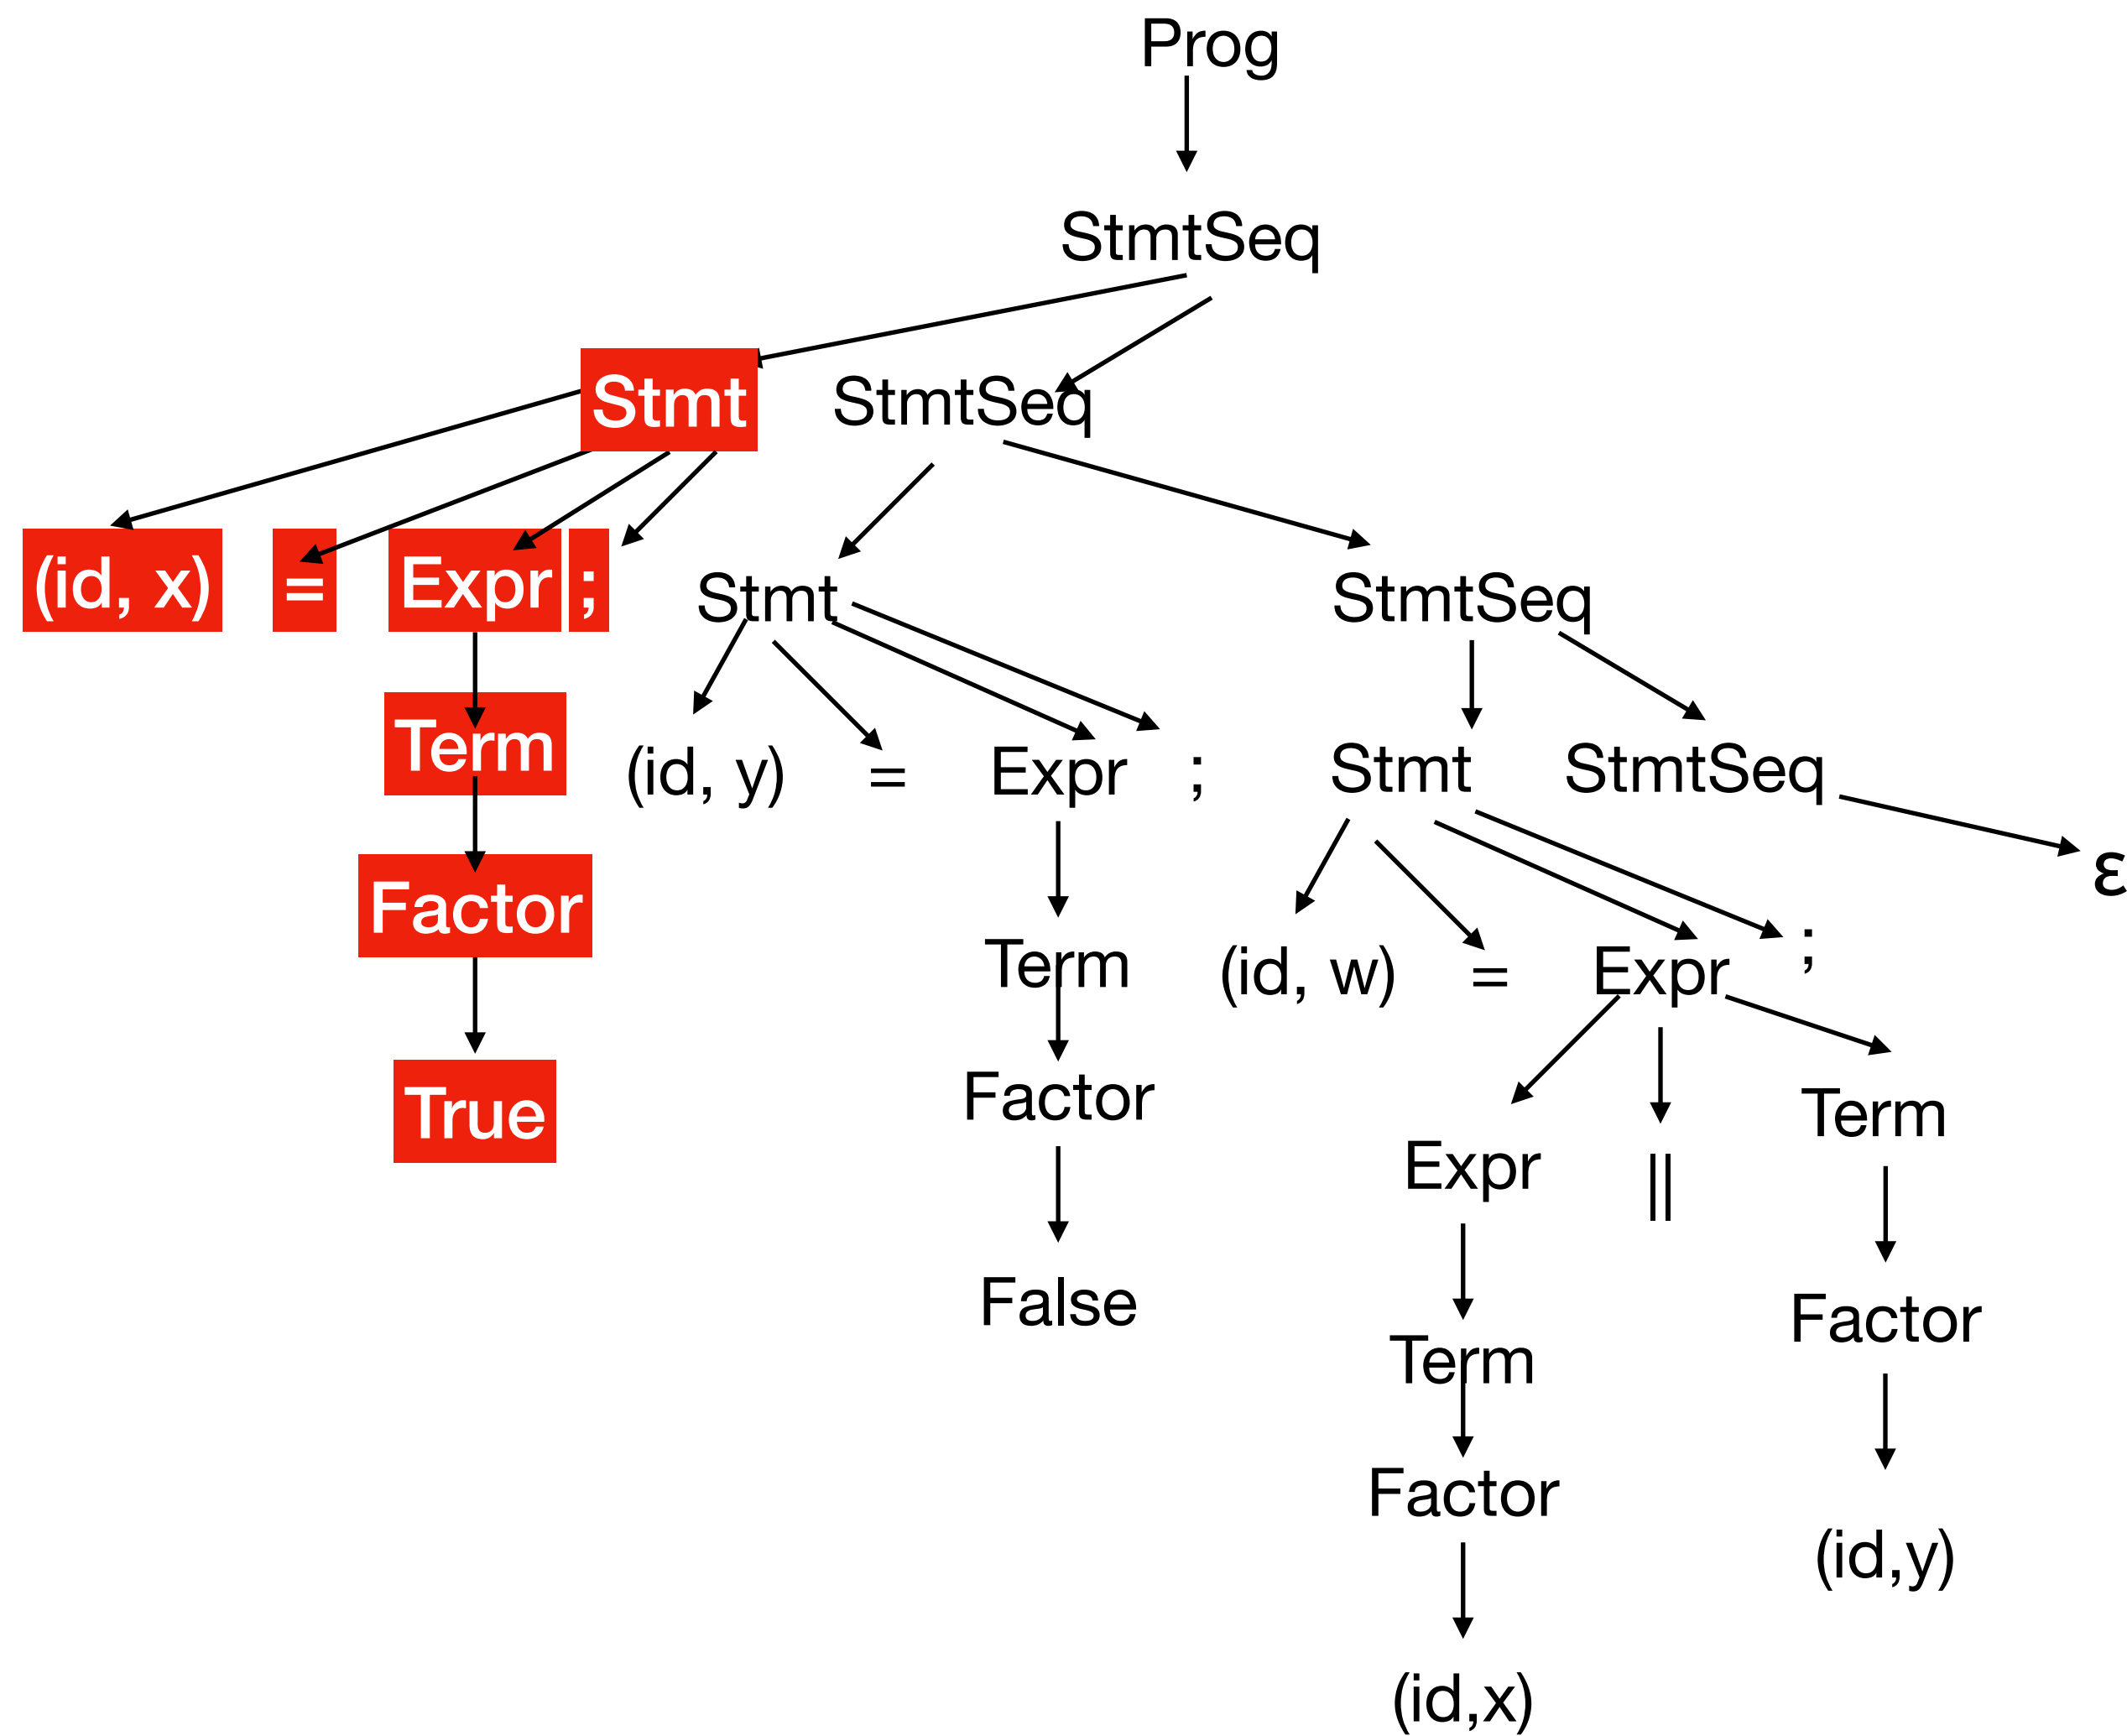 Prog
StmtSeq
Stmt StmtSeq
(id, x) = Expr ; Stmt StmtSeq
Term (id, y) = Expr ; Stmt StmtSeq
Factor ε
Term (id, w) = Expr ;
True Factor Expr || Term
False Term Factor
Factor (id,y)
(id,x)